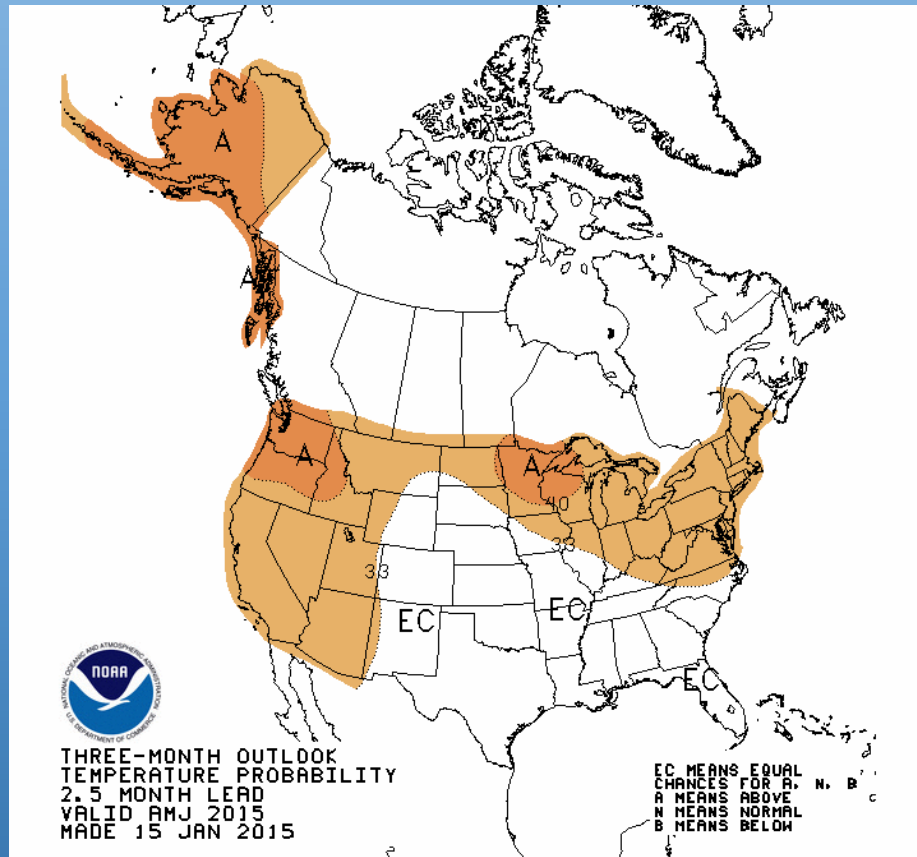 A
A
A
A
40
33
33
EC
EC
EC
NATIONAL OCEANIC AND ATMOSPHERIC ADMINISTRATION
NOAA
U.S. DEPARTMENT OF COMMERCE
THREE-MONTH OUTLOOK
TEMPERATURE PROBABILITY
2.5 MONTH LEAD
VALID AMJ 2015
MADE 15 JAN 2015
EC MEANS EQUAL
CHANCES FOR A, N, B
A MEANS ABOVE
N MEANS NORMAL
B MEANS BELOW